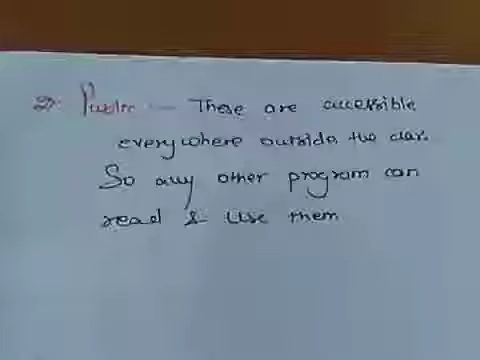 2. Public :- These are accessible
everywhere outside the class.
So any other program can
read & use them